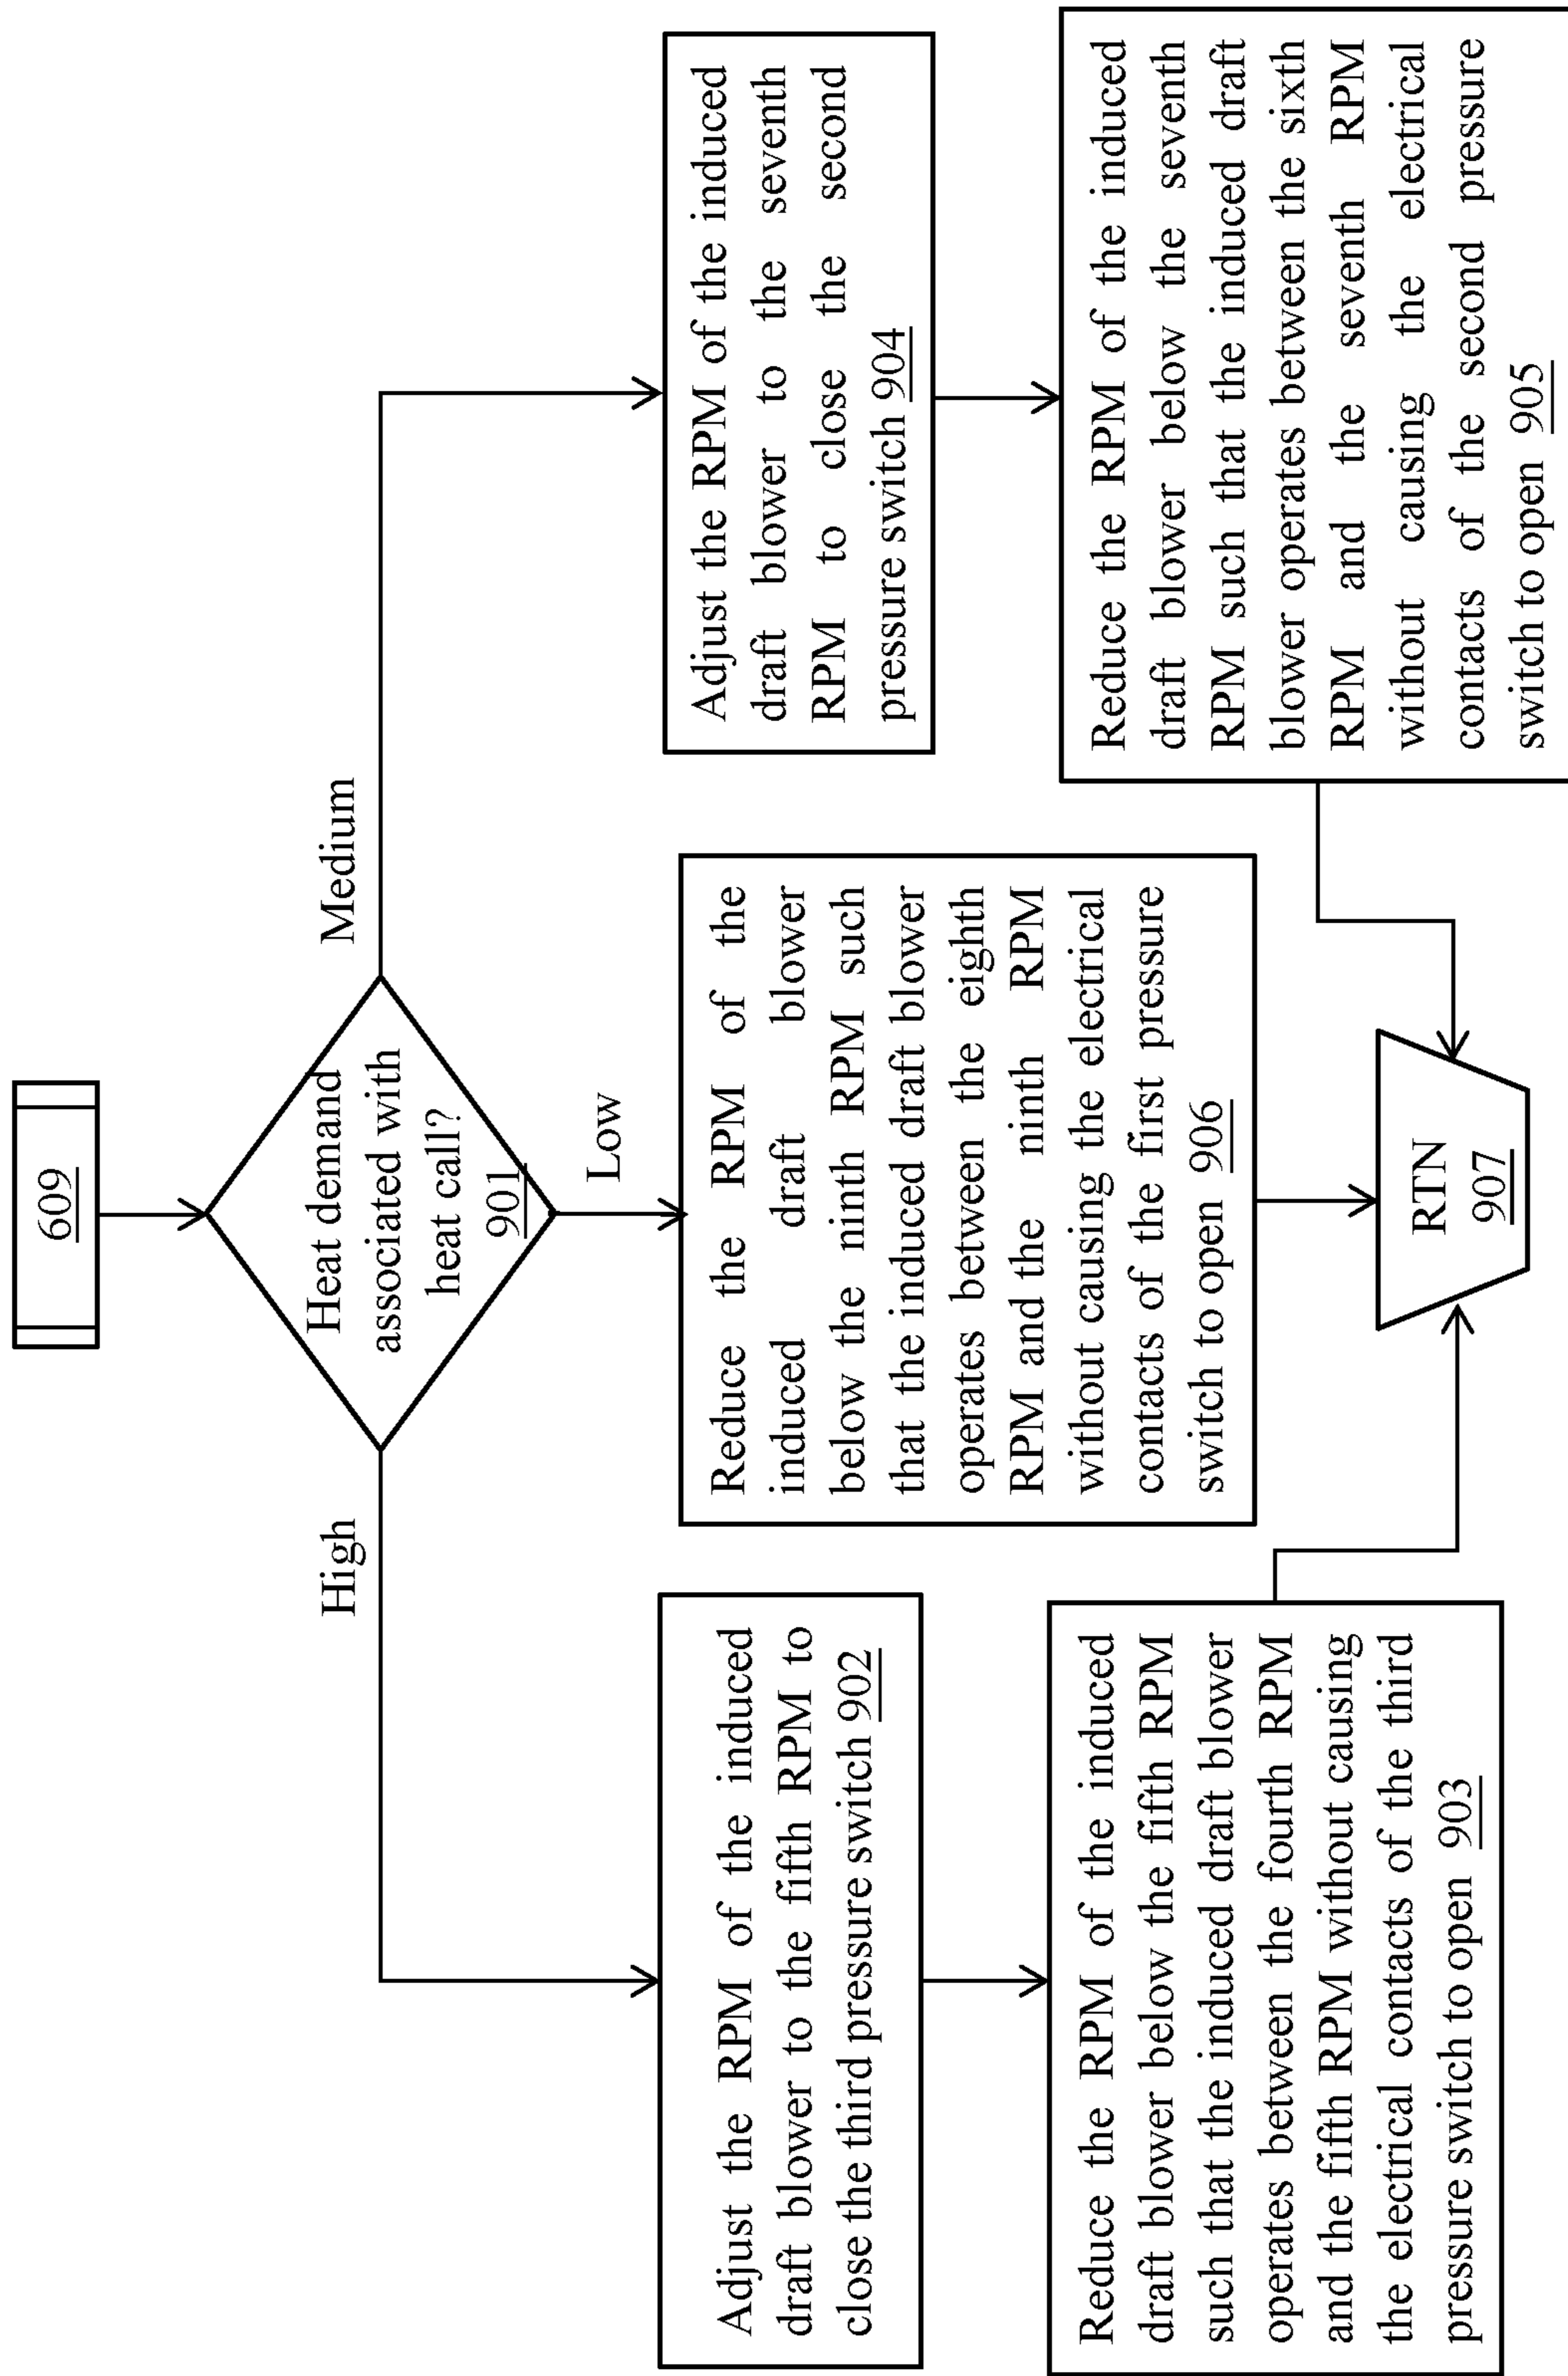 609
Heat demand
associated with
heat call?
901
High
Low
Medium
Adjust the RPM of the induced
draft blower to the fifth RPM to
close the third pressure switch 902
Reduce the RPM of the induced
draft blower below the fifth RPM
such that the induced draft blower
operates between the fourth RPM
and the fifth RPM without causing
the electrical contacts of the third
pressure switch to open 903
Reduce the RPM of the
induced draft blower
below the ninth RPM such
that the induced draft blower
operates between the eighth
RPM and the ninth RPM
without causing the electrical
contacts of the first pressure
switch to open 906
Adjust the RPM of the induced
draft blower to the seventh
RPM to close the second
pressure switch 904
Reduce the RPM of the induced
draft blower below the seventh
RPM such that the induced draft
blower operates between the sixth
RPM and the seventh RPM
without causing the electrical
contacts of the second pressure
switch to open 905
RTN
907